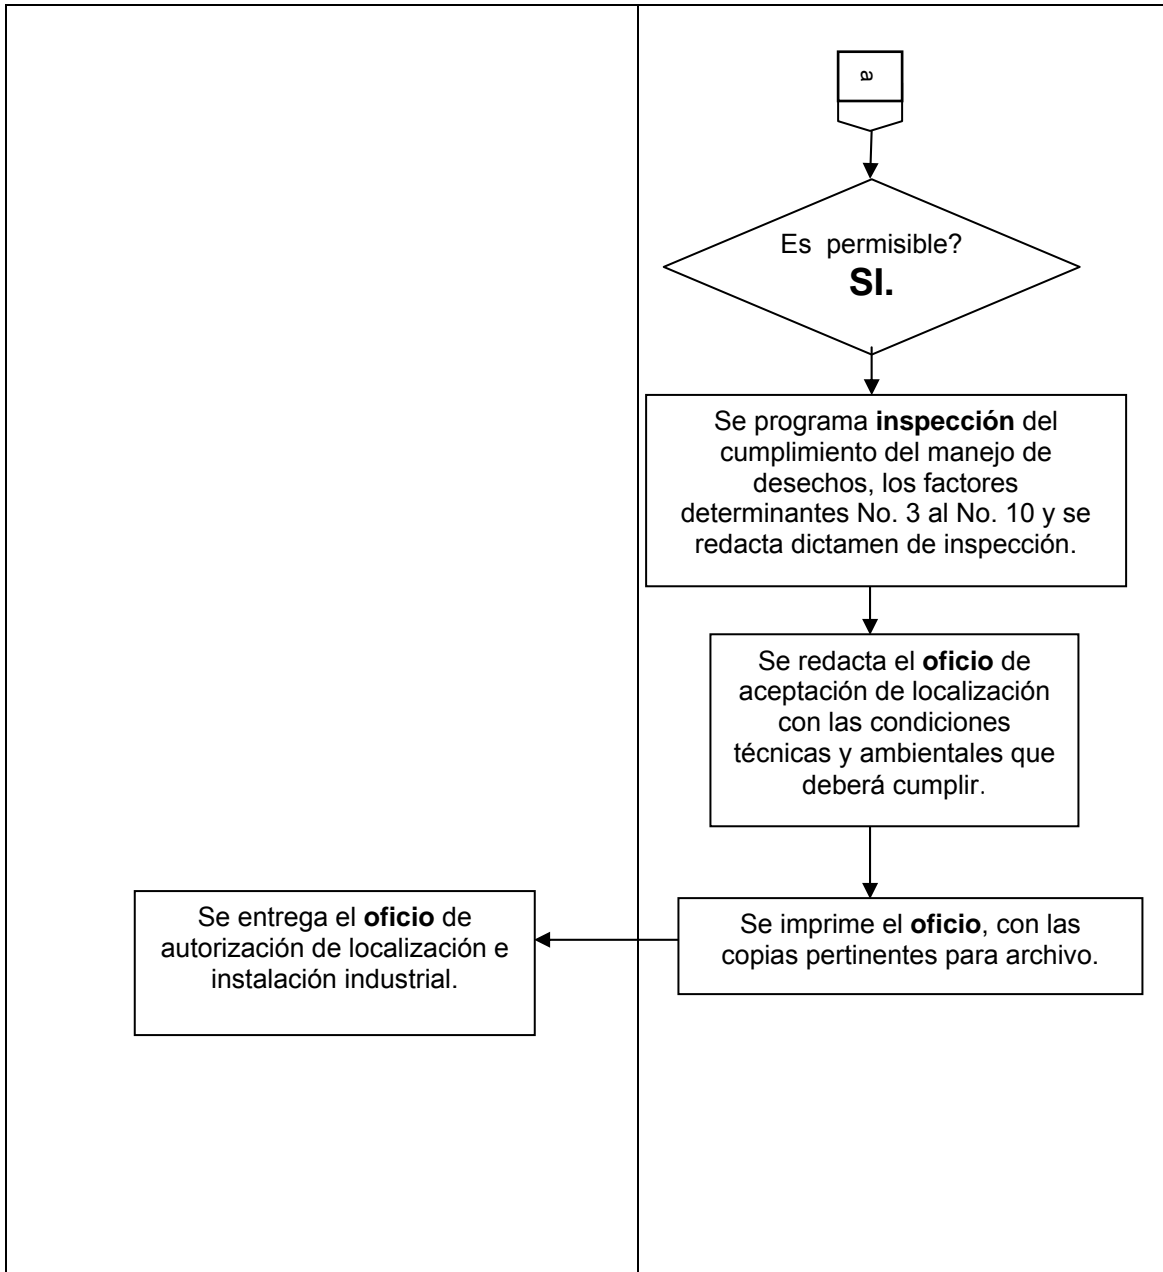 a
Es permisible?
SI.
Se programa inspección del
cumplimiento del manejo de
desechos, los factores
determinantes No. 3 al No. 10 y se
redacta dictamen de inspección.
Se redacta el oficio de
aceptación de localización
con las condiciones
técnicas y ambientales que
deberá cumplir.
Se imprime el oficio, con las
copias pertinentes para archivo.
Se entrega el oficio de
autorización de localización e
instalación industrial.